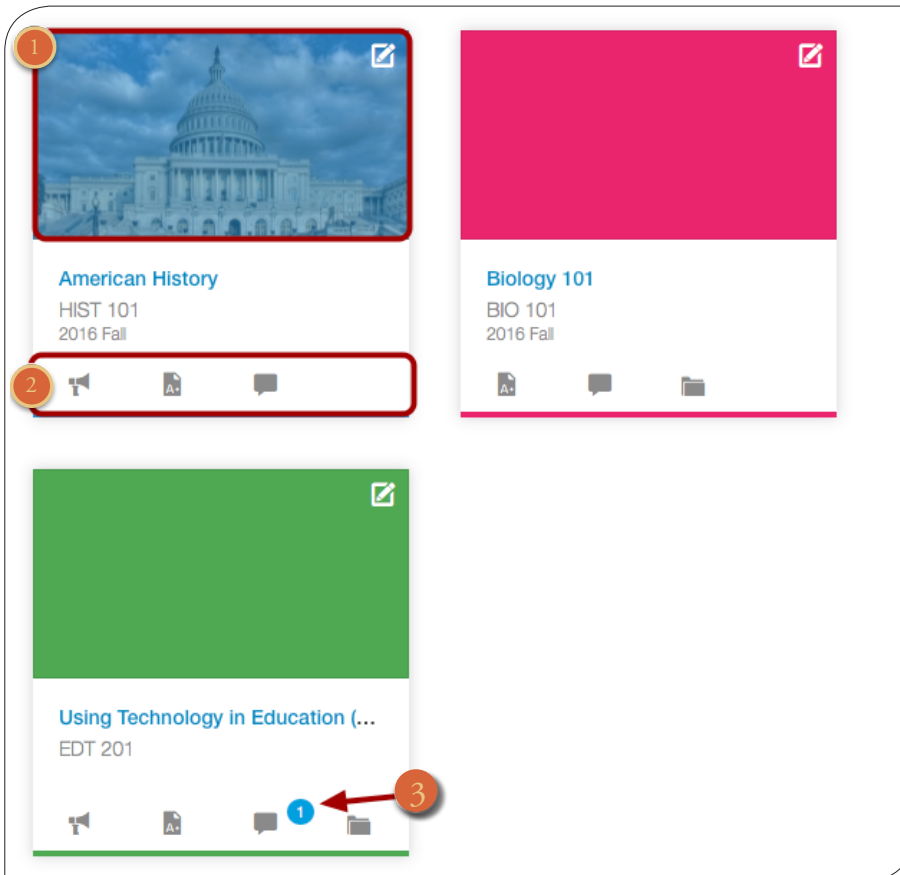 1
American History
HIST 101
2016 Fall
2
A+
Biology 101
BIO 101
2016 Fall
A+
Using Technology in Education (...
EDT 201
3
1
A+